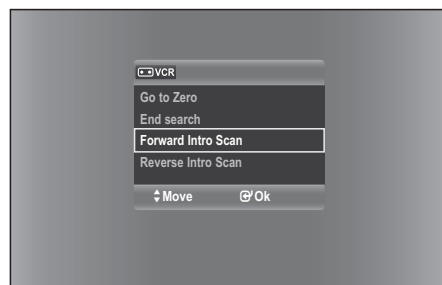 VCR
Go to Zero
End search
Forward Intro Scan
Reverse Intro Scan
Move Ok